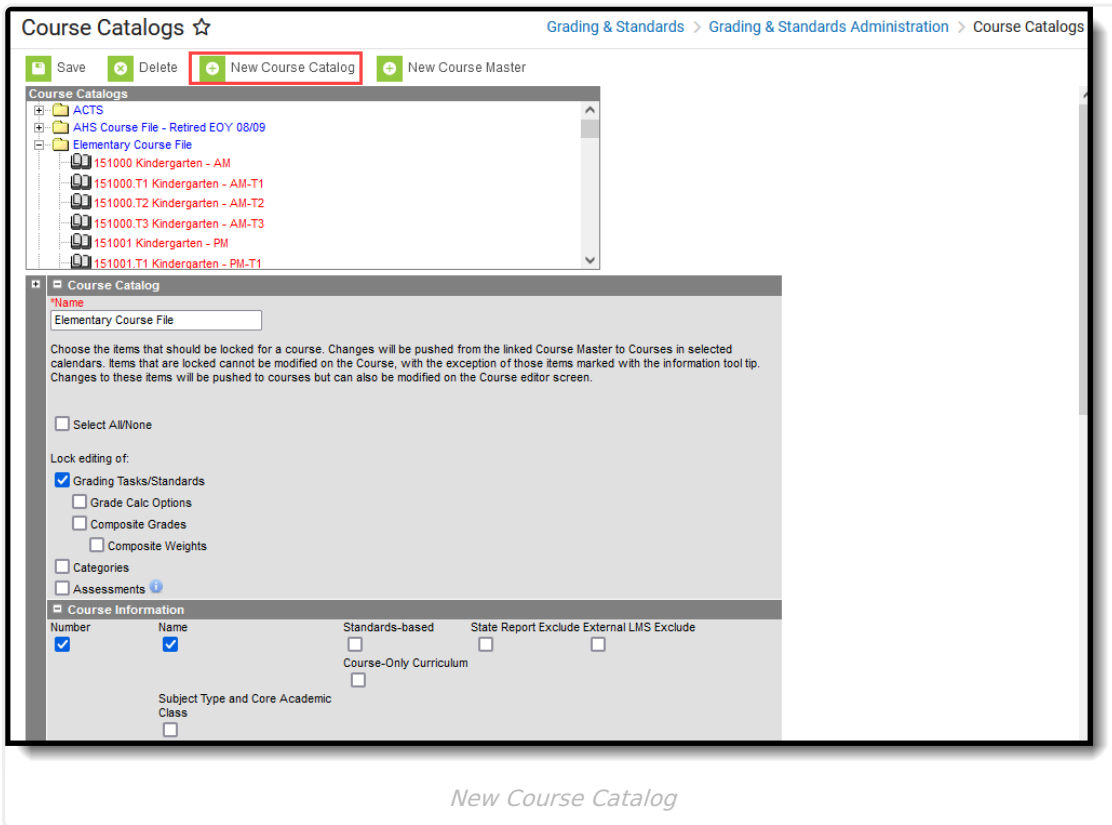 Course Catalogs
Grading & Standards > Grading & Standards Administration > Course Catalogs
Save Delete New Course Catalog New Course Master
Course Catalogs
ACTS
AHS Course File - Retired EOY 08/09
Elementary Course File
151000 Kindergarten - AM
151000.T1 Kindergarten - AM-T1
151000.T2 Kindergarten - AM-T2
151000.T3 Kindergarten - AM-T3
151001 Kindergarten - PM
151001.T1 Kindergarten - PM-T1
Course Catalog
*Name
Elementary Course File
Choose the items that should be locked for a course. Changes will be pushed from the linked Course Master to Courses in selected
calendars. Items that are locked cannot be modified on the Course, with the exception of those items marked with the information tool tip.
Changes to these items will be pushed to courses but can also be modified on the Course editor screen.
Select All/None
Lock editing of:
Grading Tasks/Standards
Grade Calc Options
Composite Grades
Composite Weights
Categories
Assessments
Course Information
Number Name Standards-based State Report Exclude External LMS Exclude
Course-Only Curriculum
Subject Type and Core Academic
Class
New Course Catalog